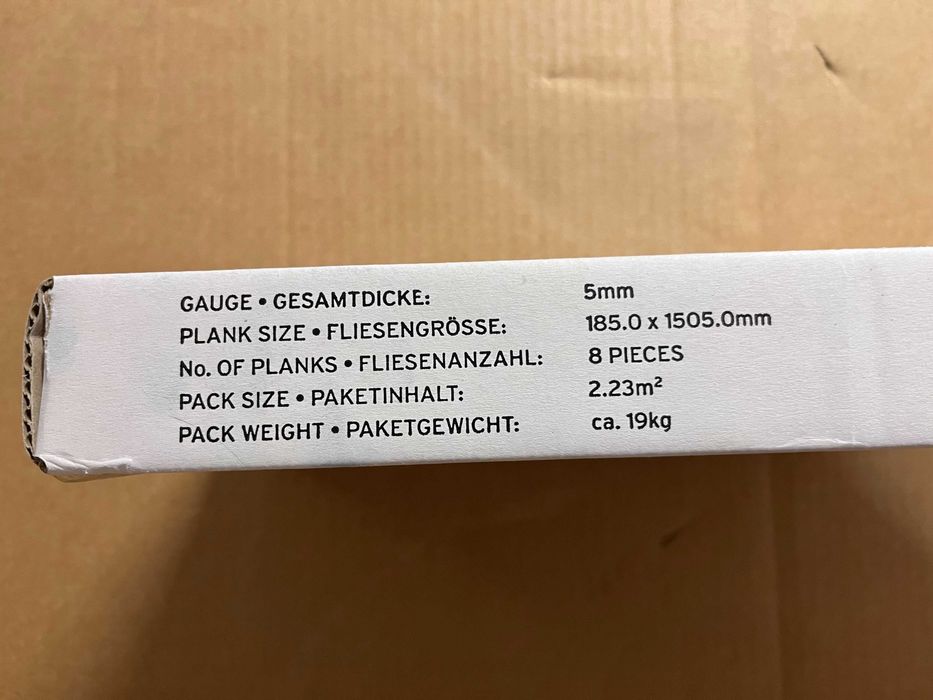 GAUGE • GESAMTDICKE: 5mm
PLANK SIZE • FLIESENGRÖSSE: 185.0 x 1505.0mm
No. OF PLANKS • FLIESENANZAHL: 8 PIECES
PACK SIZE • PAKETINHALT: 2.23m²
PACK WEIGHT • PAKETGEWICHT: ca. 19kg